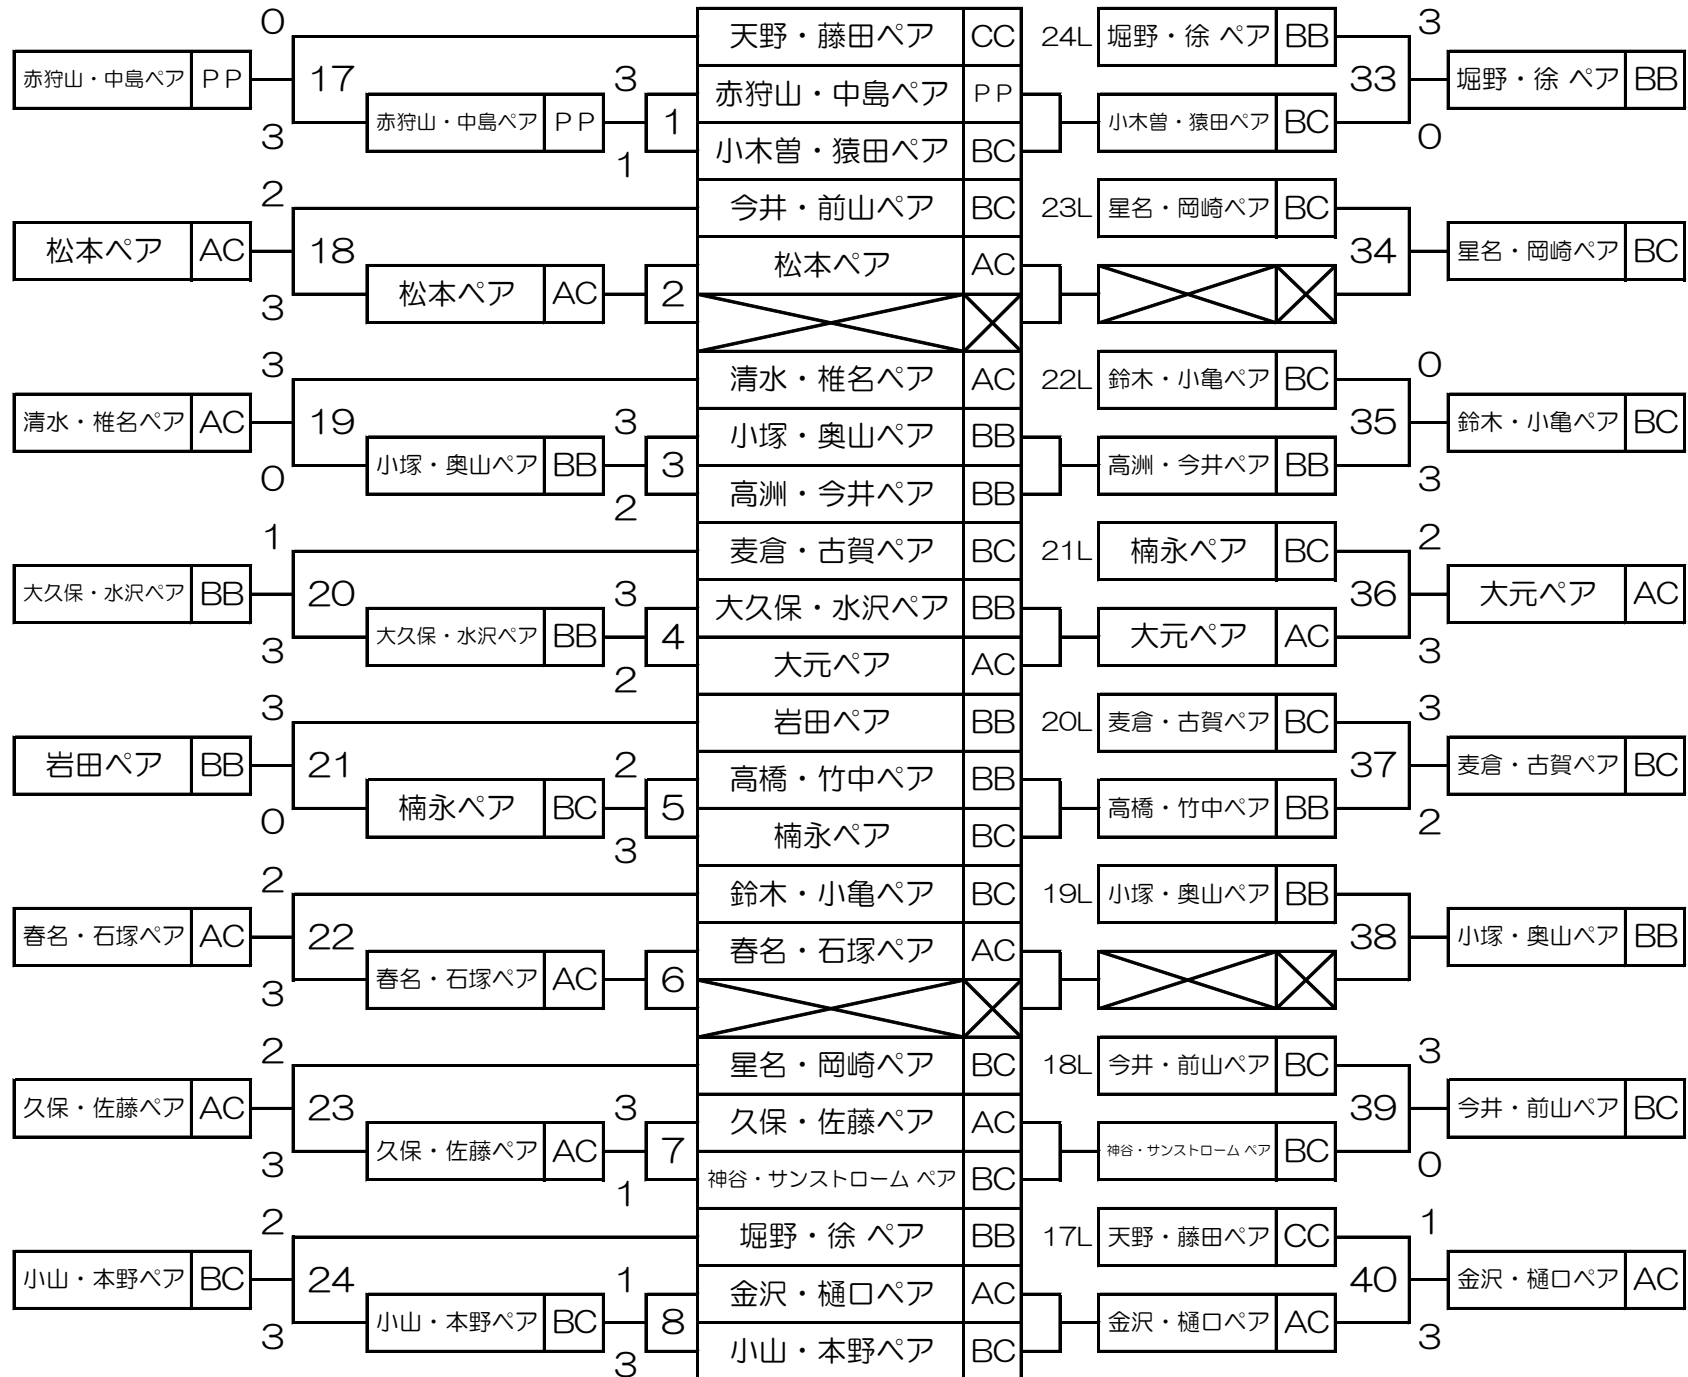 0 天野・藤田ペア CC 24L 堀野・徐 ペア BB 3
赤狩山・中島ペア PP 17 3 赤狩山・中島ペア PP 33 堀野・徐 ペア BB
3 赤狩山・中島ペア PP 1 小木曽・猿田ペア BC 0
1 小木曽・猿田ペア BC
2 今井・前山ペア BC 23L 星名・岡崎ペア BC
松本ペア AC 18 松本ペア AC 34 星名・岡崎ペア BC
3 松本ペア AC 2
3 清水・椎名ペア AC 22L 鈴木・小亀ペア BC 0
清水・椎名ペア AC 19 3 小塚・奥山ペア BB 35 鈴木・小亀ペア BC
0 小塚・奥山ペア BB 3 高洲・今井ペア BB 3
2 高洲・今井ペア BB
1 麦倉・古賀ペア BC 21L 楠永ペア BC 2
大久保・水沢ペア BB 20 3 大久保・水沢ペア BB 36 大元ペア AC
3 大久保・水沢ペア BB 4 大元ペア AC 3
2 大元ペア AC
3 岩田ペア BB 20L 麦倉・古賀ペア BC 3
岩田ペア BB 21 2 高橋・竹中ペア BB 37 麦倉・古賀ペア BC
0 楠永ペア BC 5 高橋・竹中ペア BB 2
3 楠永ペア BC
2 鈴木・小亀ペア BC 19L 小塚・奥山ペア BB
春名・石塚ペア AC 22 春名・石塚ペア AC 38 小塚・奥山ペア BB
3 春名・石塚ペア AC 6
2 星名・岡崎ペア BC 18L 今井・前山ペア BC 3
久保・佐藤ペア AC 23 3 久保・佐藤ペア AC 39 今井・前山ペア BC
3 久保・佐藤ペア AC 7 神谷・サンストローム ペア BC 0
1 神谷・サンストローム ペア BC
2 堀野・徐 ペア BB 17L 天野・藤田ペア CC 1
小山・本野ペア BC 24 1 金沢・樋口ペア AC 40 金沢・樋口ペア AC
3 小山・本野ペア BC 8 金沢・樋口ペア AC 3
3 小山・本野ペア BC